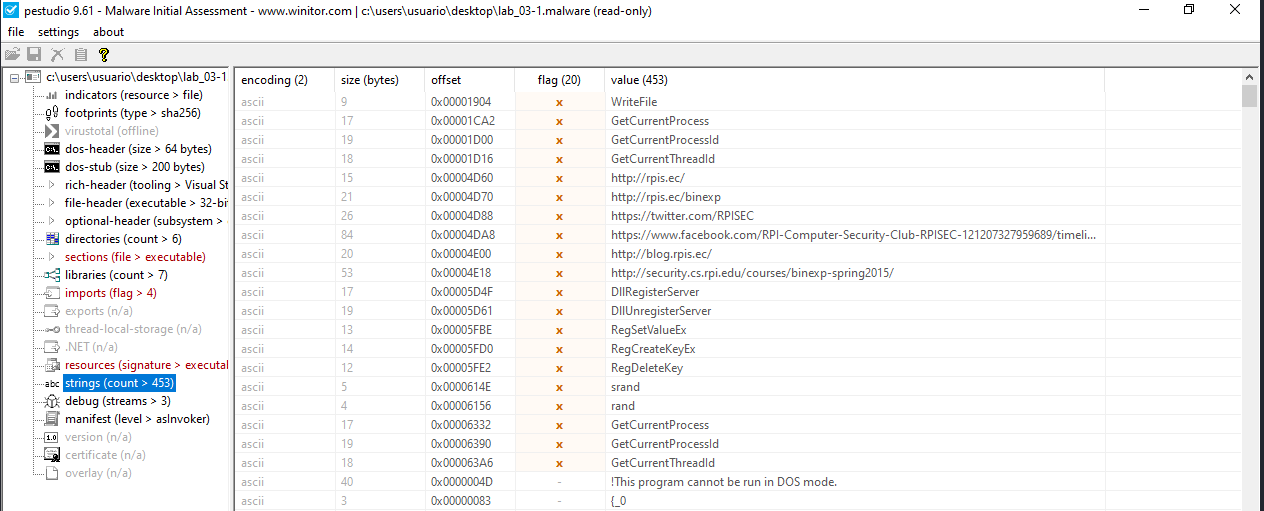 pestudio 9.61 - Malware Initial Assessment - www.winitor.com | c:\users\usuario\desktop\lab_03-1.malware (read-only)
file settings about
c:\users\usuario\desktop\lab_03-1
indicators (resource > file)
footprints (type > sha256)
virustotal (offline)
dos-header (size > 64 bytes)
dos-stub (size > 200 bytes)
rich-header (tooling > Visual St
file-header (executable > 32-bi
optional-header (subsystem >
directories (count > 6)
sections (file > executable)
libraries (count > 7)
imports (flag > 4)
exports (n/a)
thread-local-storage (n/a)
.NET (n/a)
resources (signature > executal
abc strings (count > 453)
debug (streams > 3)
manifest (level > asInvoker)
1.0 version (n/a)
certificate (n/a)
overlay (n/a)
encoding (2) size (bytes) offset flag (20) value (453)
ascii 9 0x00001904 x WriteFile
ascii 17 0x00001CA2 x GetCurrentProcess
ascii 19 0x00001D00 x GetCurrentProcessId
ascii 18 0x00001D16 x GetCurrentThreadId
ascii 15 0x00004D60 x http://rpis.ec/
ascii 21 0x00004D70 x http://rpis.ec/binexp
ascii 26 0x00004D88 x https://twitter.com/RPISEC
ascii 84 0x00004DA8 x https://www.facebook.com/RPI-Computer-Security-Club-RPISEC-121207327959689/timeli...
ascii 20 0x00004E00 x http://blog.rpis.ec/
ascii 53 0x00004E18 x http://security.cs.rpi.edu/courses/binexp-spring2015/
ascii 17 0x00005D4F x DllRegisterServer
ascii 19 0x00005D61 x DllUnregisterServer
ascii 13 0x00005FBE x RegSetValueEx
ascii 14 0x00005FD0 x RegCreateKeyEx
ascii 12 0x00005FE2 x RegDeleteKey
ascii 5 0x0000614E x srand
ascii 4 0x00006156 x rand
ascii 17 0x00006332 x GetCurrentProcess
ascii 19 0x00006390 x GetCurrentProcessId
ascii 18 0x000063A6 x GetCurrentThreadId
ascii 40 0x0000004D - !This program cannot be run in DOS mode.
ascii 3 0x00000083 - {_0